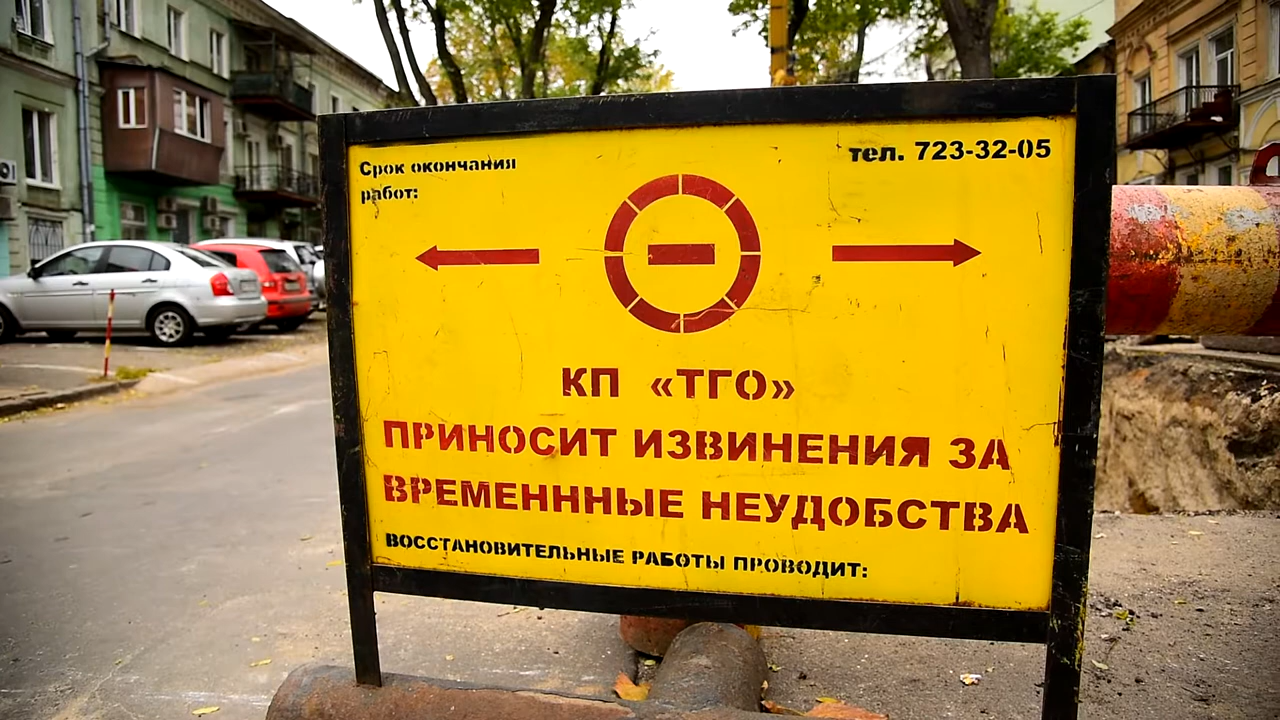 Срок окончания
работ:
тел. 723-32-05
КП «ТГО»
ПРИНОСИТ ИЗВИНЕНИЯ ЗА
ВРЕМЕНННЫЕ НЕУДОБСТВА
ВОССТАНОВИТЕЛЬНЫЕ РАБОТЫ ПРОВОДИТ: